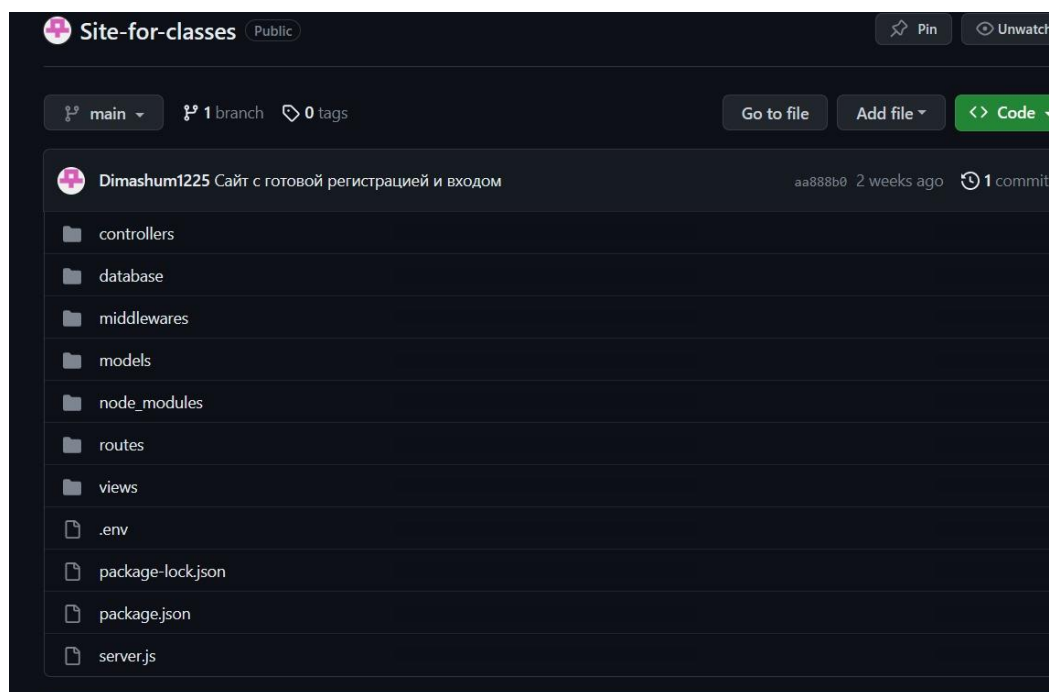 Site-for-classes Public Pin Unwatch
main 1 branch 0 tags Go to file Add file <> Code
Dimashum1225 Сайт с готовой регистрацией и входом aa888b0 2 weeks ago 1 commit
controllers
database
middlewares
models
node_modules
routes
views
.env
package-lock.json
package.json
server.js